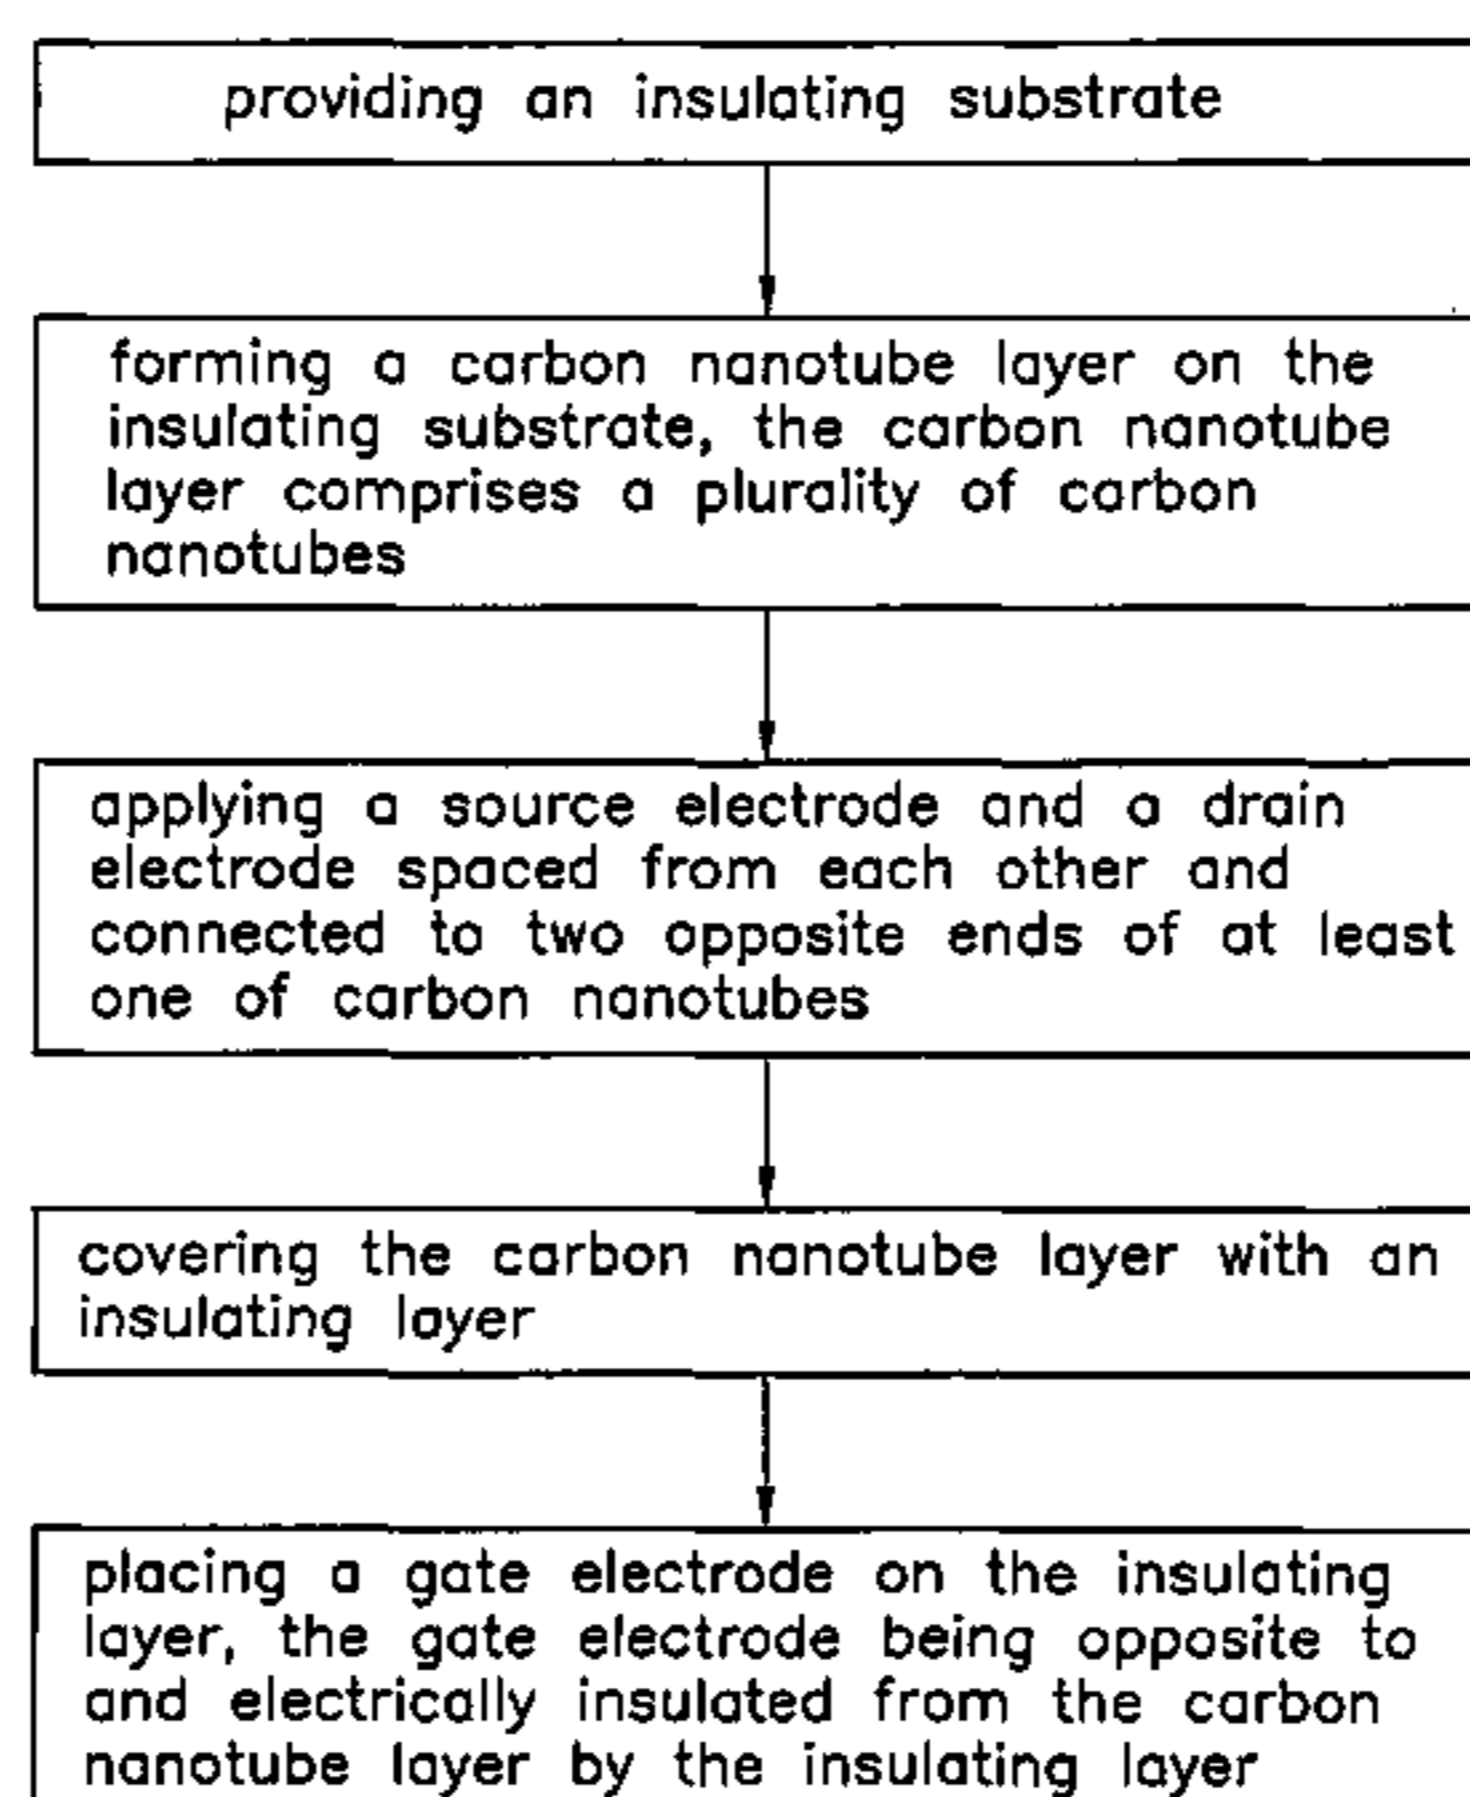 providing an insulating substrate
forming a carbon nanotube layer on the
insulating substrate, the carbon nanotube
layer comprises a plurality of carbon
nanotubes
applying a source electrode and a drain
electrode spaced from each other and
connected to two opposite ends of at least
one of carbon nanotubes
covering the carbon nanotube layer with an
insulating layer
placing a gate electrode on the insulating
layer, the gate electrode being opposite to
and electrically insulated from the carbon
nanotube layer by the insulating layer